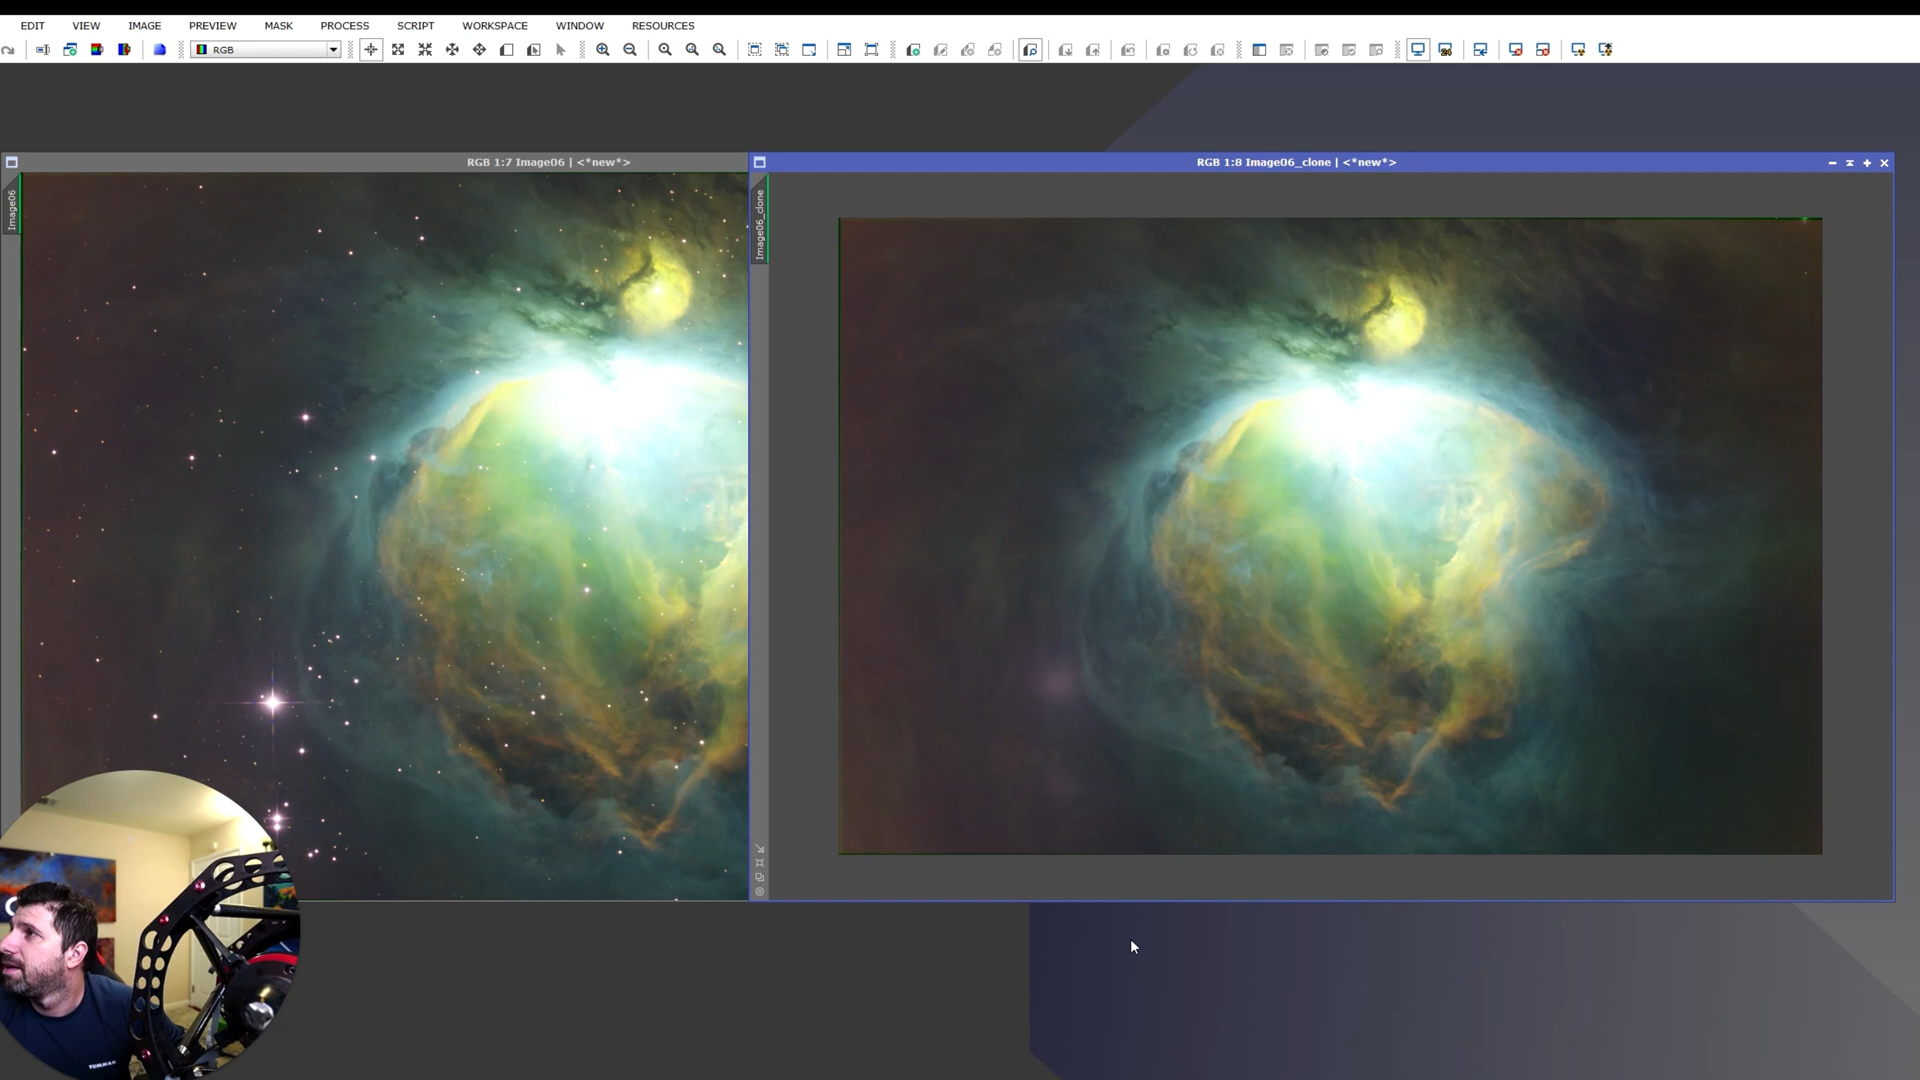 EDIT VIEW IMAGE PREVIEW MASK PROCESS SCRIPT WORKSPACE WINDOW RESOURCES
RGB
RGB 1:7 Image06 | <*new*>
RGB 1:8 Image06_clone | <*new*>
Image06
Image06_clone